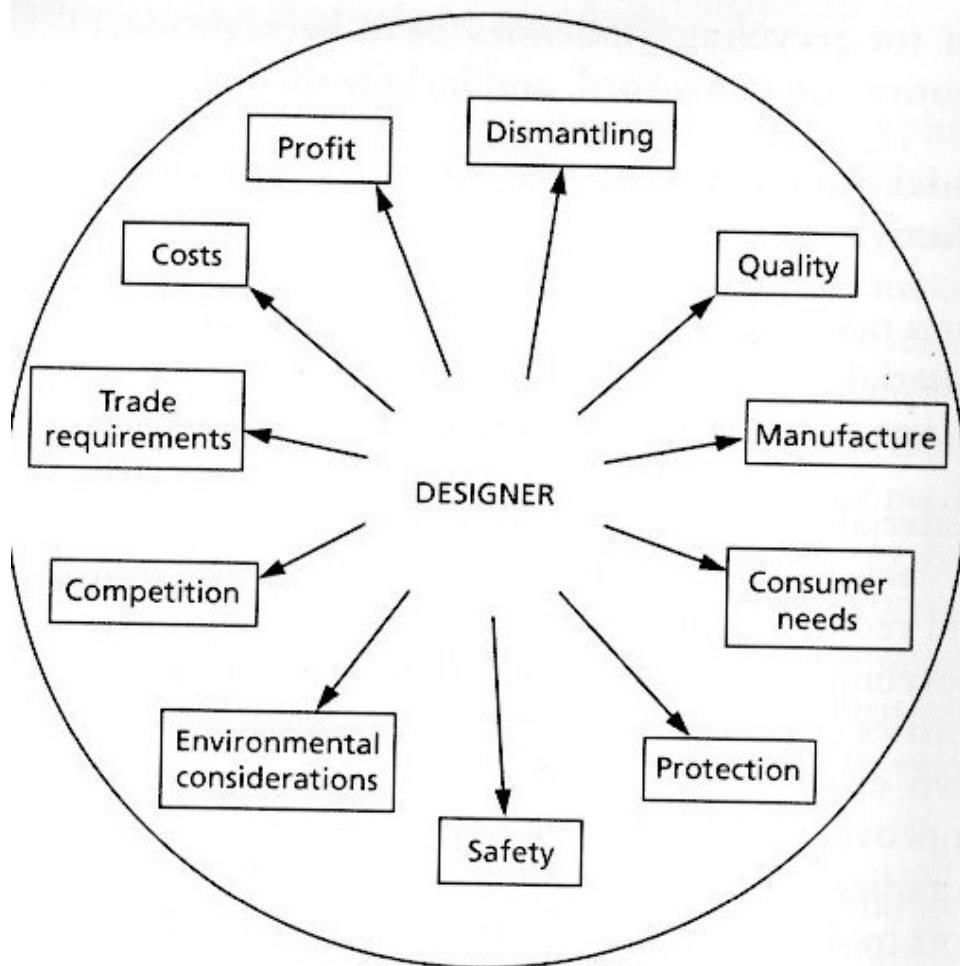 Profit
Dismantling
Costs
Quality
Trade
requirements
Manufacture
DESIGNER
Competition
Consumer
needs
Environmental
considerations
Protection
Safety